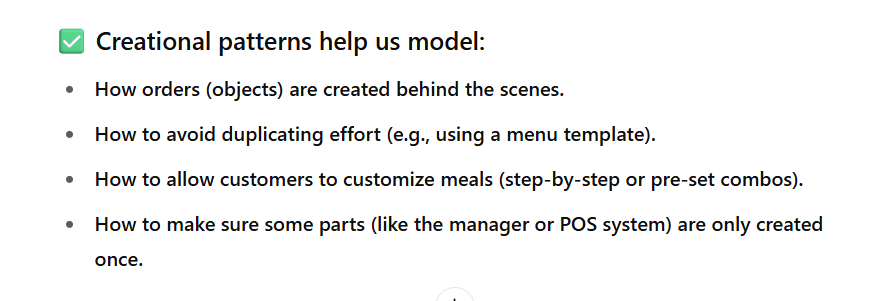 ✅ Creational patterns help us model:
• How orders (objects) are created behind the scenes.
• How to avoid duplicating effort (e.g., using a menu template).
• How to allow customers to customize meals (step-by-step or pre-set combos).
• How to make sure some parts (like the manager or POS system) are only created
once.